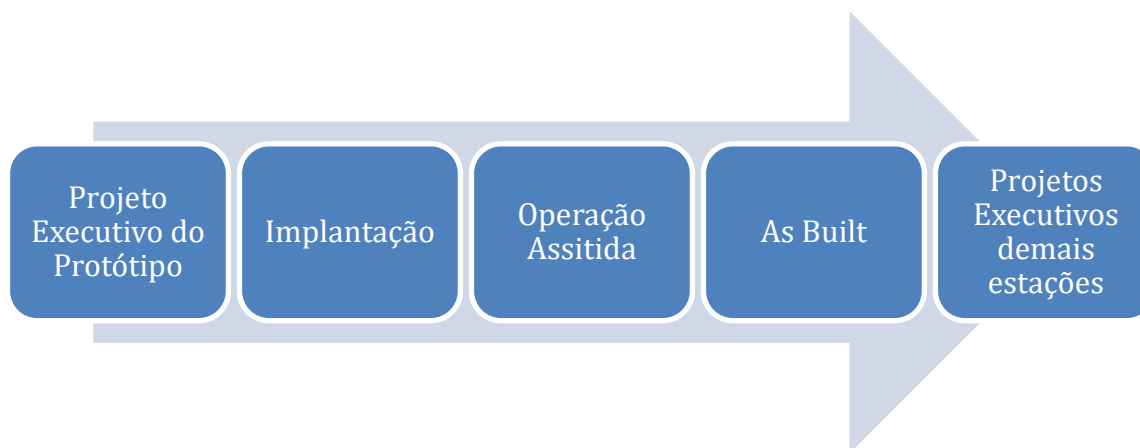 Projeto
Executivo do
Protótipo
Implantação
Operação
Assitida
As Built
Projetos
Executivos
demais
estações